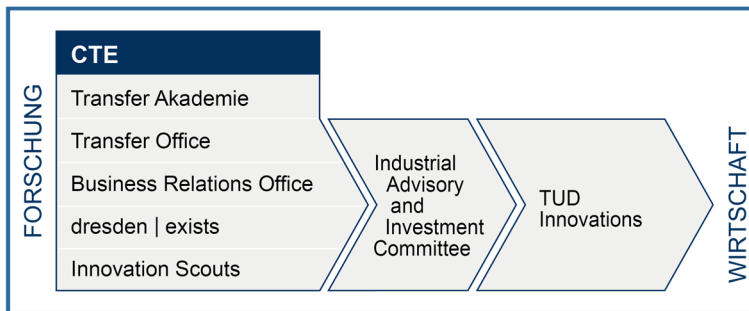 FORSCHUNG
CTE
Transfer Akademie
Transfer Office
Business Relations Office
dresden | exists
Innovation Scouts
Industrial
Advisory
and
Investment
Committee
TUD
Innovations
WIRTSCHAFT